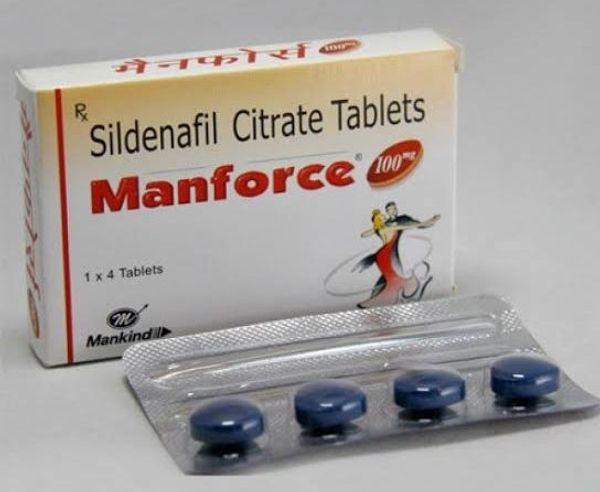 मैनफोर्स 100mg
Rx
Sildenafil Citrate Tablets
Manforce® 100mg
1 x 4 Tablets
m
Mankind